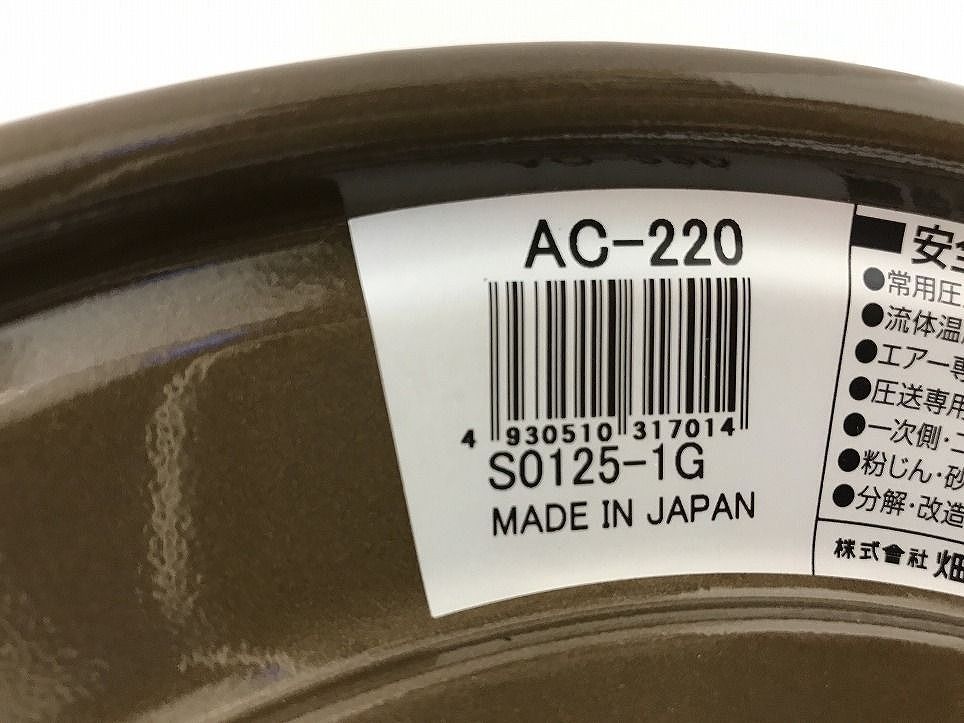 AC-220
4 930510 317014
S0125-1G
MADE IN JAPAN
安全
●常用圧
●流体温
●エアー専
●圧送専用
●一次側・
●粉じん・砂
●分解・改造
株式會社 畑